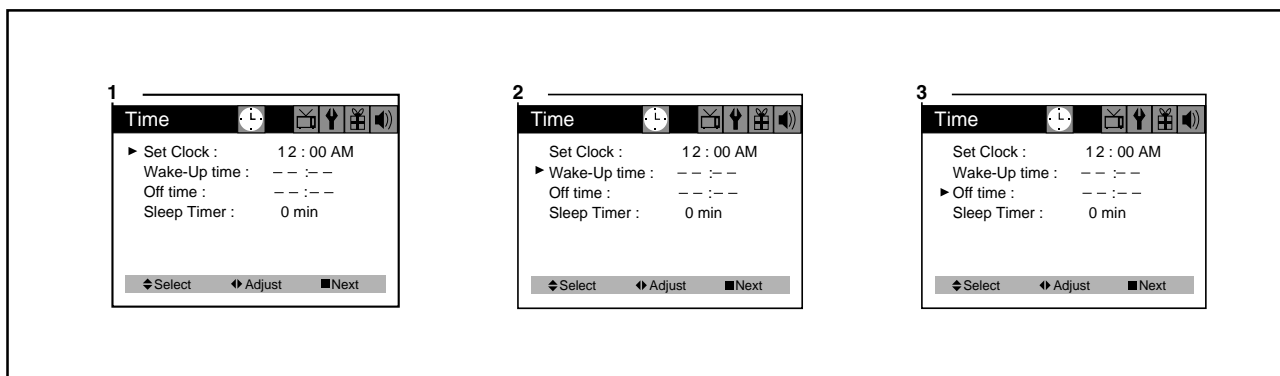 1
Time
► Set Clock : 12 : 00 AM
Wake-Up time : – – :– –
Off time : – – :– –
Sleep Timer : 0 min
Select Adjust Next
2
Time
Set Clock : 12 : 00 AM
► Wake-Up time : – – :– –
Off time : – – :– –
Sleep Timer : 0 min
Select Adjust Next
3
Time
Set Clock : 12 : 00 AM
Wake-Up time : – – :– –
► Off time : – – :– –
Sleep Timer : 0 min
Select Adjust Next